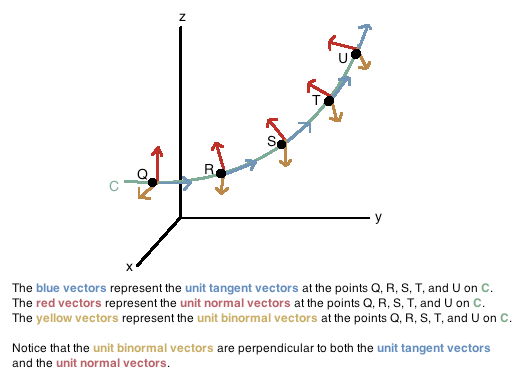 z
U
T
S
R
Q
C
y
x
The blue vectors represent the unit tangent vectors at the points Q, R, S, T, and U on C.
The red vectors represent the unit normal vectors at the points Q, R, S, T, and U on C.
The yellow vectors represent the unit binormal vectors at the points Q, R, S, T, and U on C.
Notice that the unit binormal vectors are perpendicular to both the unit tangent vectors
and the unit normal vectors.